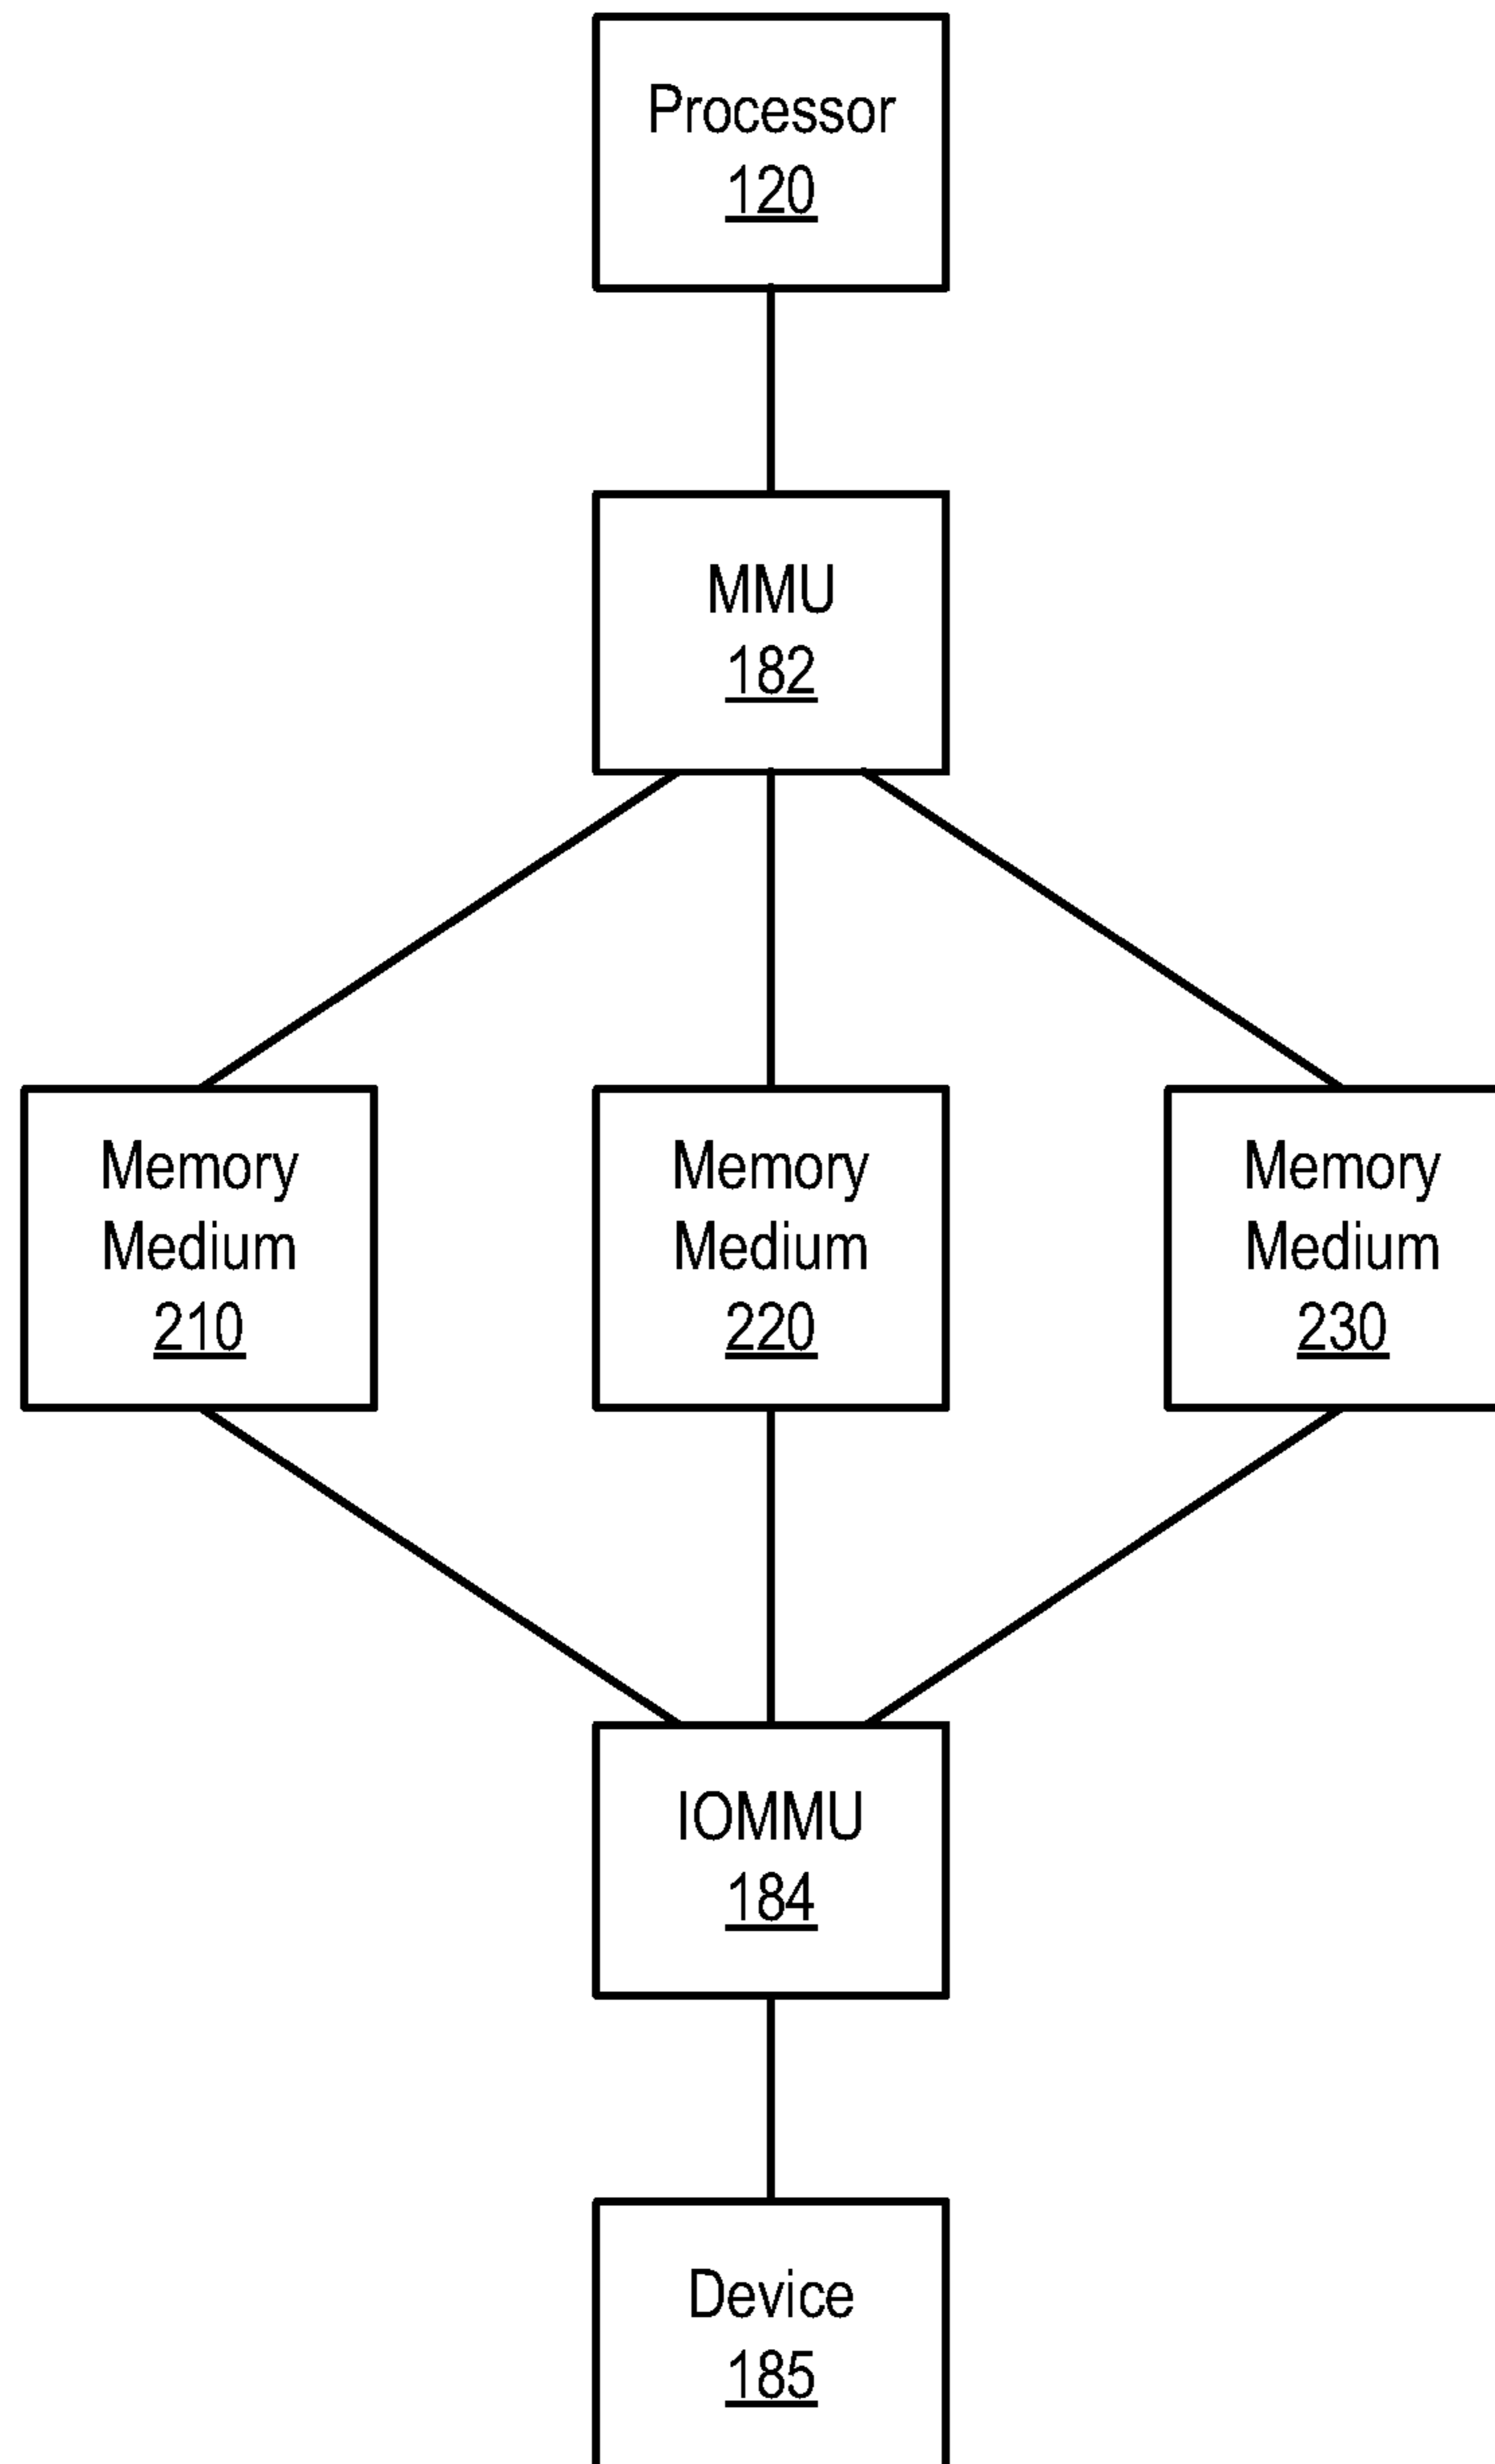 Processor
120
MMU
182
Memory
Medium
210
Memory
Medium
220
Memory
Medium
230
IOMMU
184
Device
185